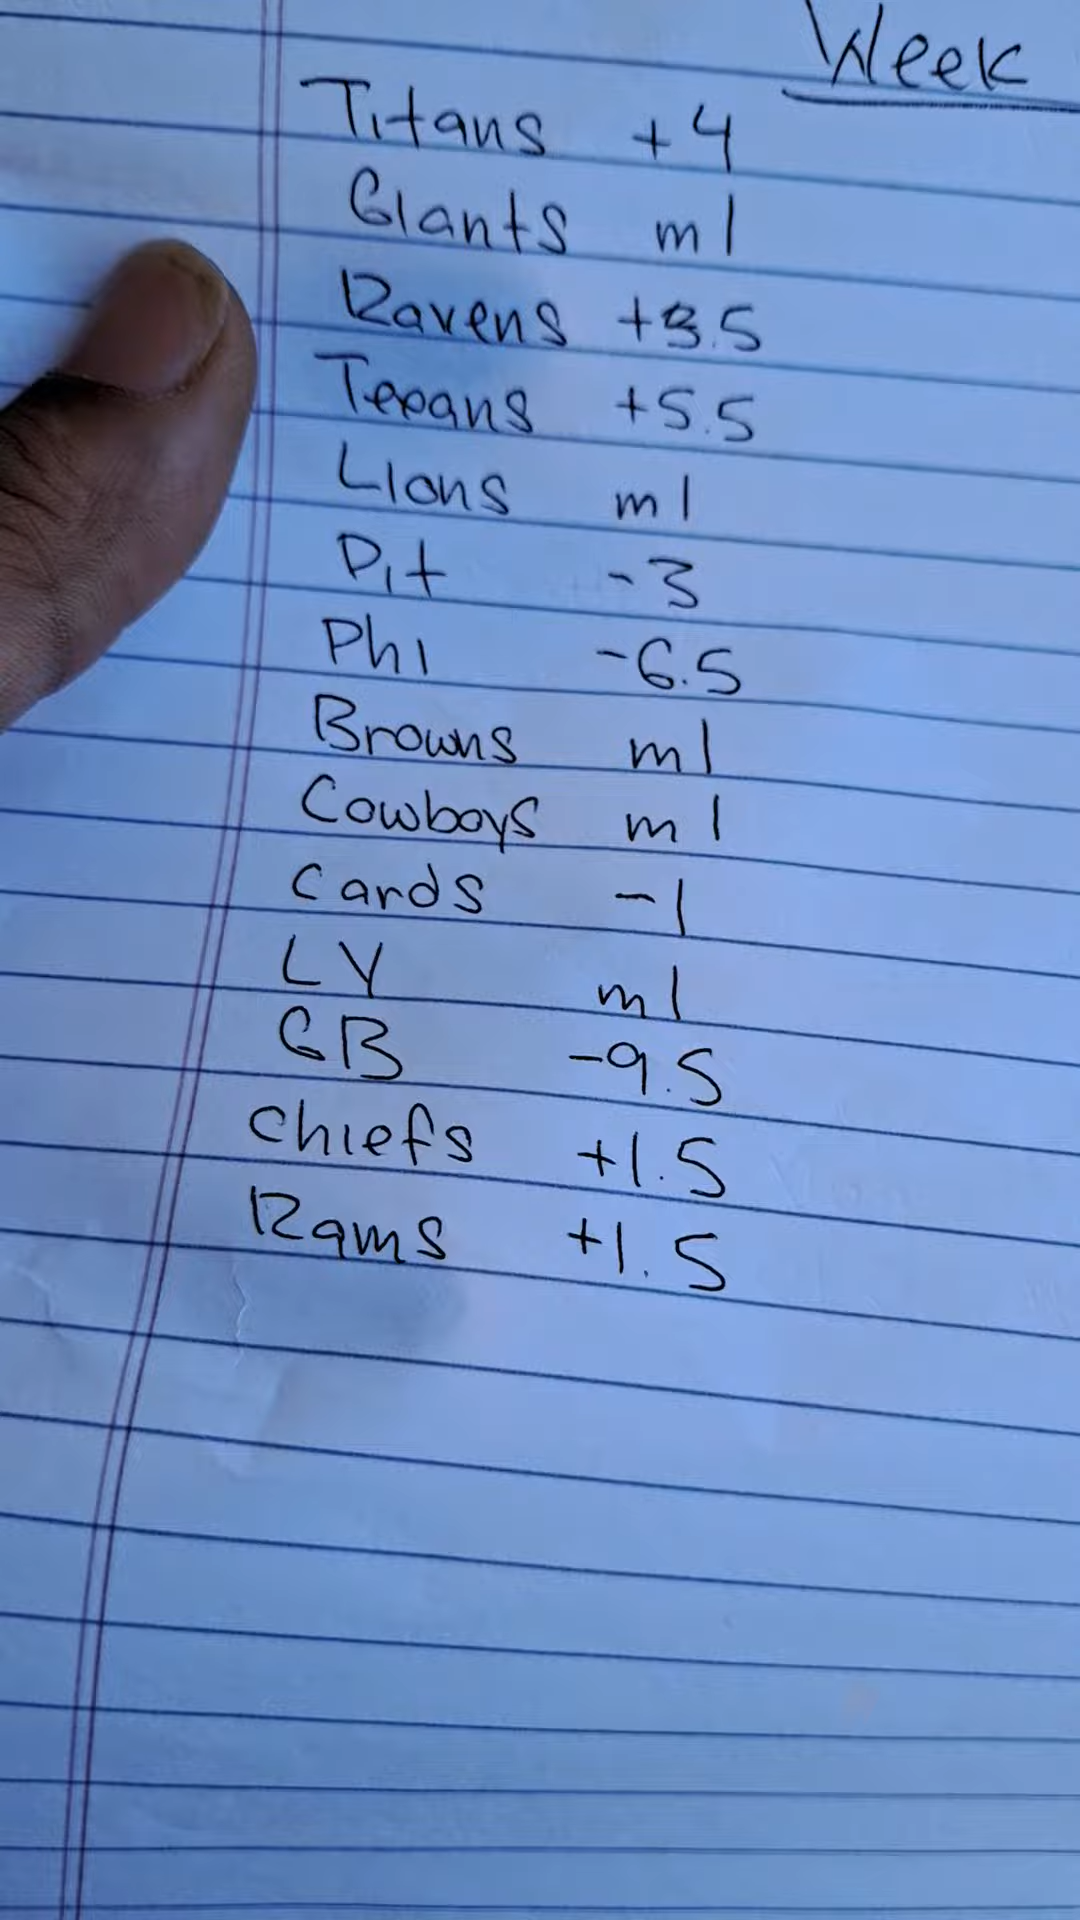 Week
Titans +4
Giants ml
Ravens +3.5
Texans +5.5
Lions ml
Pit -3
Phi -6.5
Browns ml
Cowboys ml
Cards -1
LV ml
GB -9.5
Chiefs +1.5
Rams +1.5